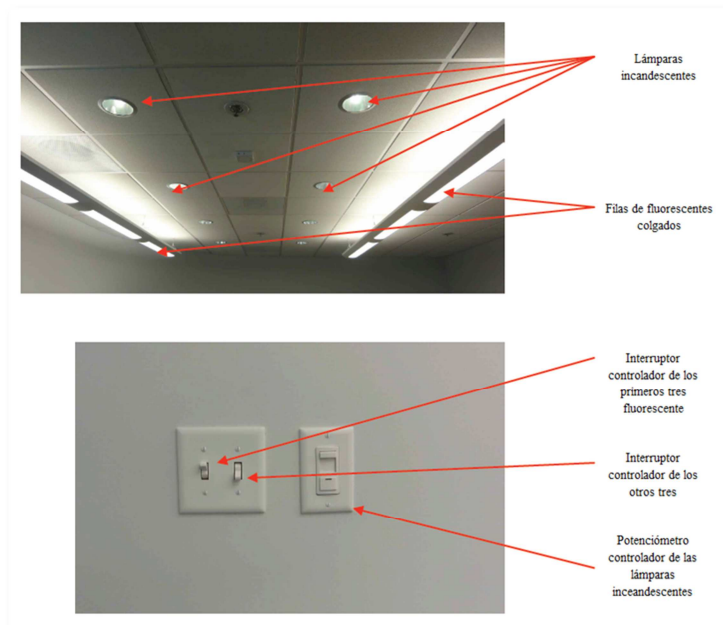 Lámparas
incandescentes
Filas de fluorescentes
colgados
Interruptor
controlador de los
primeros tres
fluorescente
Interruptor
controlador de los
otros tres
Potenciómetro
controlador de las
lámparas
inceandescentes